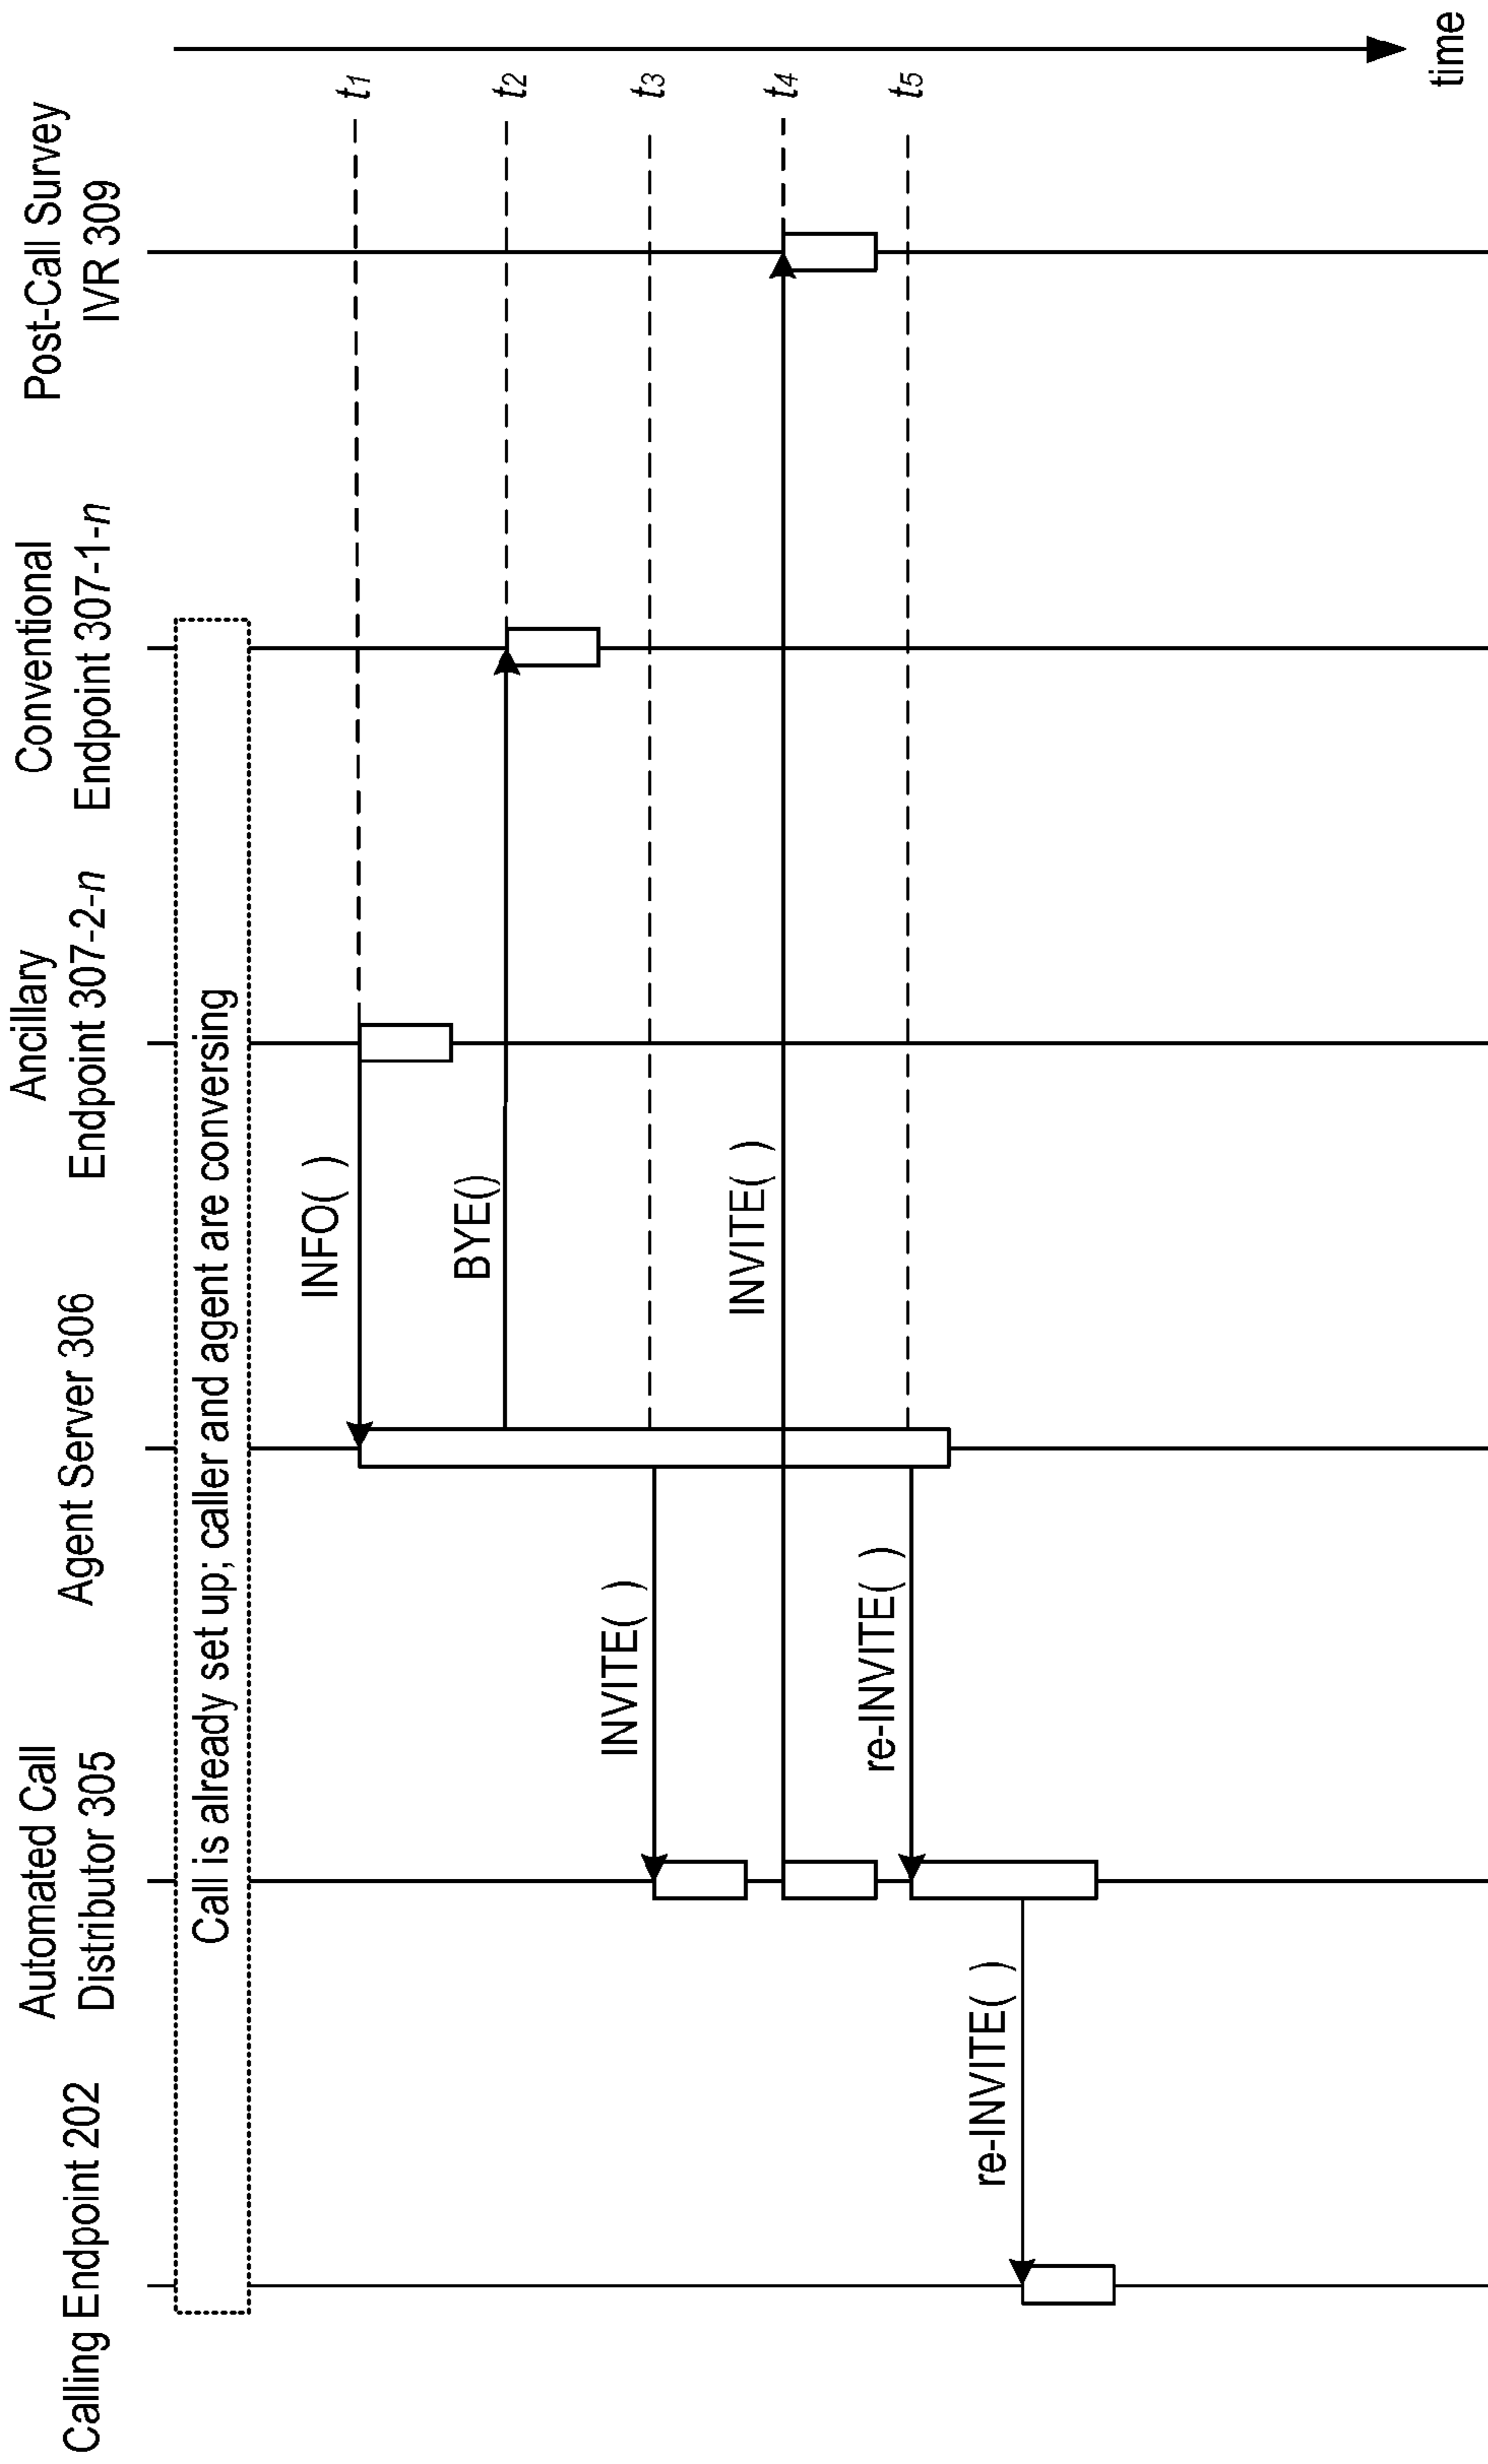 Calling Endpoint 202
Automated Call
Distributor 305
Agent Server 306
Ancillary
Endpoint 307-2-n
Conventional
Endpoint 307-1-n
Post-Call Survey
IVR 309
Call is already set up; caller and agent are conversing
INFO( )
t1
BYE()
t2
INVITE( )
t3
INVITE( )
t4
re-INVITE( )
t5
re-INVITE( )
time